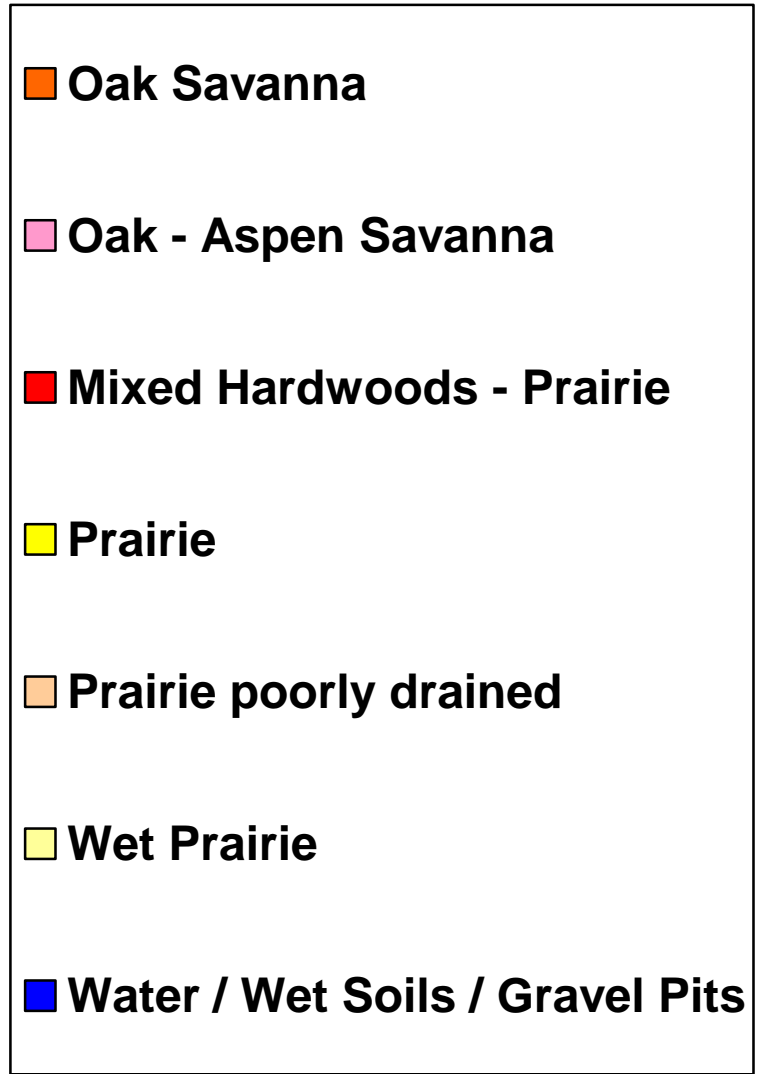 Oak Savanna
Oak - Aspen Savanna
Mixed Hardwoods - Prairie
Prairie
Prairie poorly drained
Wet Prairie
Water / Wet Soils / Gravel Pits